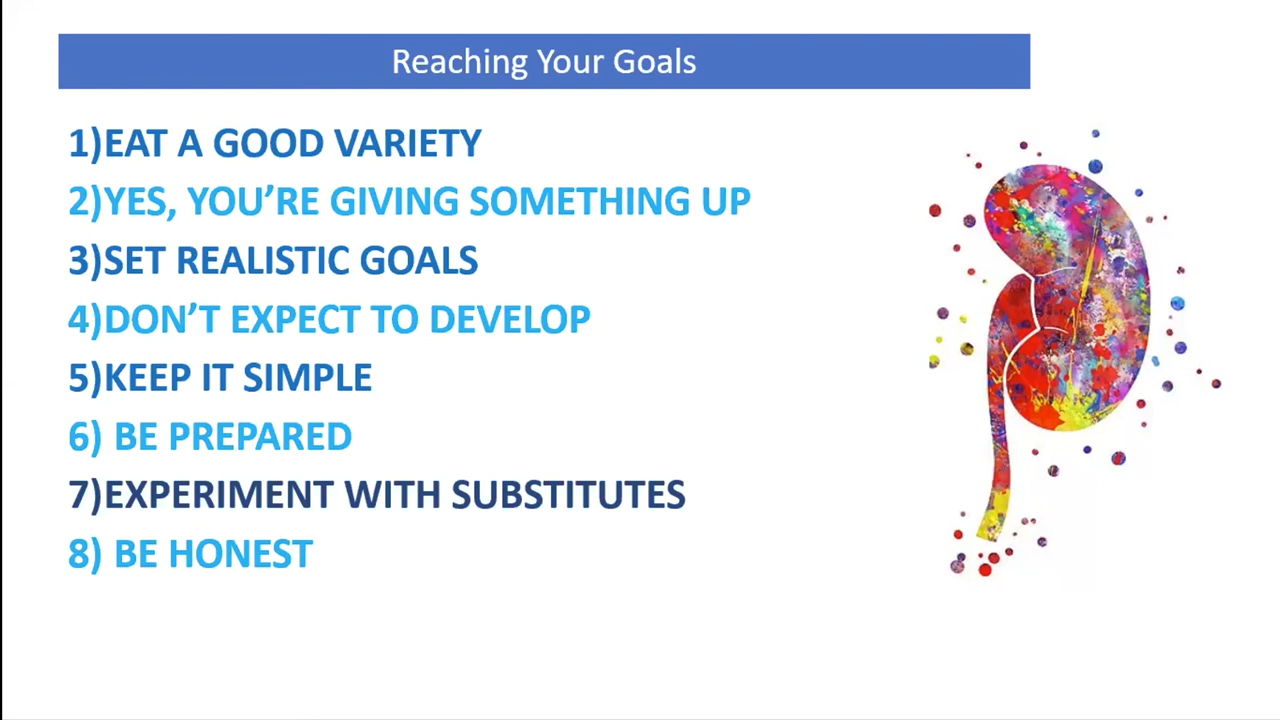 Reaching Your Goals
1)EAT A GOOD VARIETY
2)YES, YOU’RE GIVING SOMETHING UP
3)SET REALISTIC GOALS
4)DON’T EXPECT TO DEVELOP
5)KEEP IT SIMPLE
6) BE PREPARED
7)EXPERIMENT WITH SUBSTITUTES
8) BE HONEST